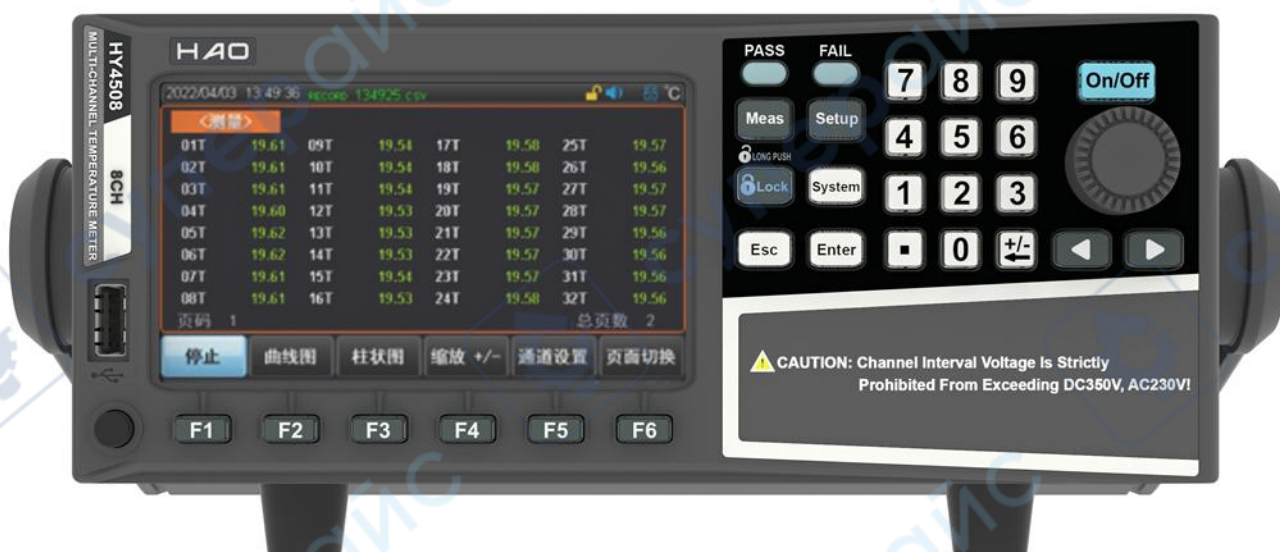 HY4508
MULTI-CHANNEL TEMPERATURE METER
8CH
HAO
2022/04/03 13:49:36 RECORD 134925.csv °C
<测量>
01T 19.61 09T 19.54 17T 19.58 25T 19.57
02T 19.61 10T 19.54 18T 19.58 26T 19.56
03T 19.61 11T 19.54 19T 19.57 27T 19.57
04T 19.60 12T 19.53 20T 19.57 28T 19.57
05T 19.62 13T 19.53 21T 19.57 29T 19.56
06T 19.62 14T 19.53 22T 19.57 30T 19.56
07T 19.61 15T 19.54 23T 19.57 31T 19.56
08T 19.61 16T 19.53 24T 19.58 32T 19.56
页码 1 总页数 2
停止 曲线图 柱状图 缩放 +/- 通道设置 页面切换
F1 F2 F3 F4 F5 F6
PASS FAIL
Meas Setup
LONG PUSH
Lock System
Esc Enter
7 8 9
4 5 6
1 2 3
. 0 +/-
On/Off
CAUTION: Channel Interval Voltage Is Strictly
Prohibited From Exceeding DC350V, AC230V!